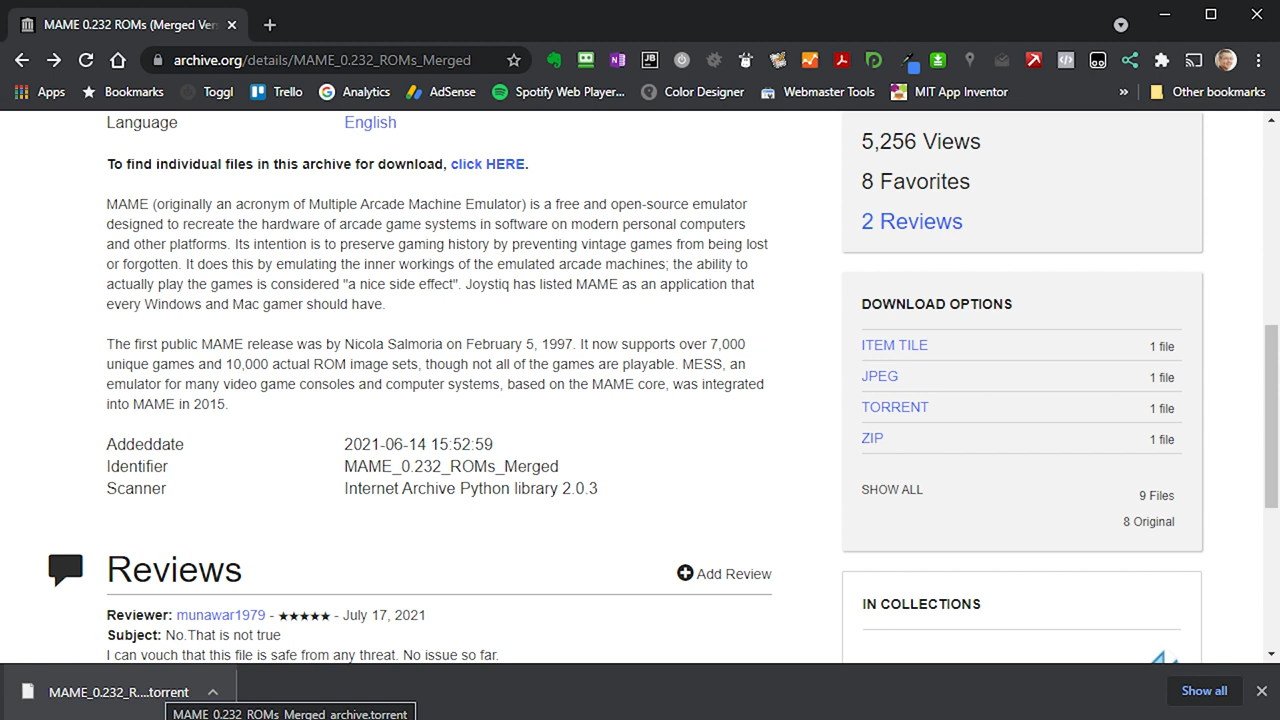 MAME 0.232 ROMs (Merged Ver
archive.org/details/MAME_0.232_ROMs_Merged
Apps Bookmarks Toggl Trello Analytics AdSense Spotify Web Player... Color Designer Webmaster Tools MIT App Inventor » Other bookmarks
Language English
To find individual files in this archive for download, click HERE.
MAME (originally an acronym of Multiple Arcade Machine Emulator) is a free and open-source emulator
designed to recreate the hardware of arcade game systems in software on modern personal computers
and other platforms. Its intention is to preserve gaming history by preventing vintage games from being lost
or forgotten. It does this by emulating the inner workings of the emulated arcade machines; the ability to
actually play the games is considered "a nice side effect". Joystiq has listed MAME as an application that
every Windows and Mac gamer should have.
The first public MAME release was by Nicola Salmoria on February 5, 1997. It now supports over 7,000
unique games and 10,000 actual ROM image sets, though not all of the games are playable. MESS, an
emulator for many video game consoles and computer systems, based on the MAME core, was integrated
into MAME in 2015.
Addeddate 2021-06-14 15:52:59
Identifier MAME_0.232_ROMs_Merged
Scanner Internet Archive Python library 2.0.3
Reviews
Add Review
Reviewer: munawar1979 - ★★★★★ - July 17, 2021
Subject: No.That is not true
I can vouch that this file is safe from any threat. No issue so far.
5,256 Views
8 Favorites
2 Reviews
DOWNLOAD OPTIONS
ITEM TILE 1 file
JPEG 1 file
TORRENT 1 file
ZIP 1 file
SHOW ALL 9 Files
8 Original
IN COLLECTIONS
MAME_0.232_R....torrent
Show all
MAME_0.232_ROMs_Merged_archive.torrent